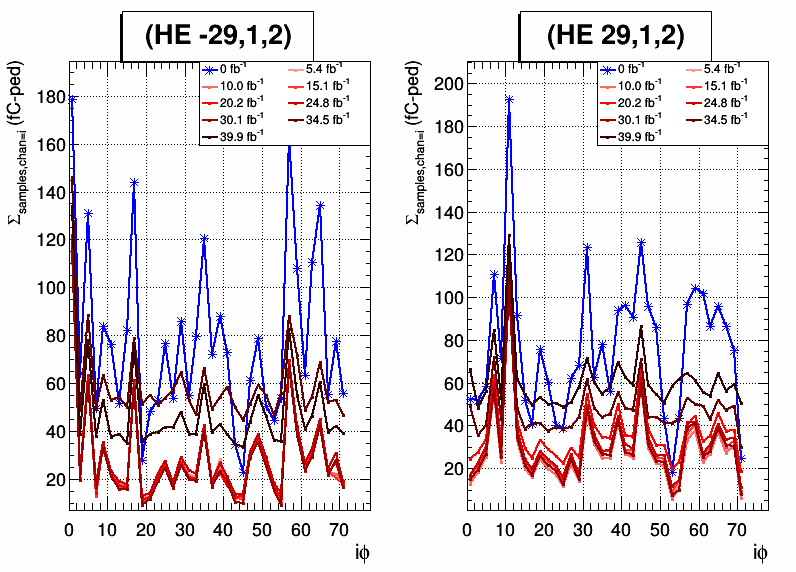 (HE -29,1,2)
0 fb-1 5.4 fb-1
10.0 fb-1 15.1 fb-1
20.2 fb-1 24.8 fb-1
30.1 fb-1 34.5 fb-1
39.9 fb-1
Σsamples,chan=i (fC-ped)
180
160
140
120
100
80
60
40
20
0 10 20 30 40 50 60 70
iϕ
(HE 29,1,2)
0 fb-1 5.4 fb-1
10.0 fb-1 15.1 fb-1
20.2 fb-1 24.8 fb-1
30.1 fb-1 34.5 fb-1
39.9 fb-1
Σsamples,chan=i (fC-ped)
200
180
160
140
120
100
80
60
40
20
0 10 20 30 40 50 60 70
iϕ